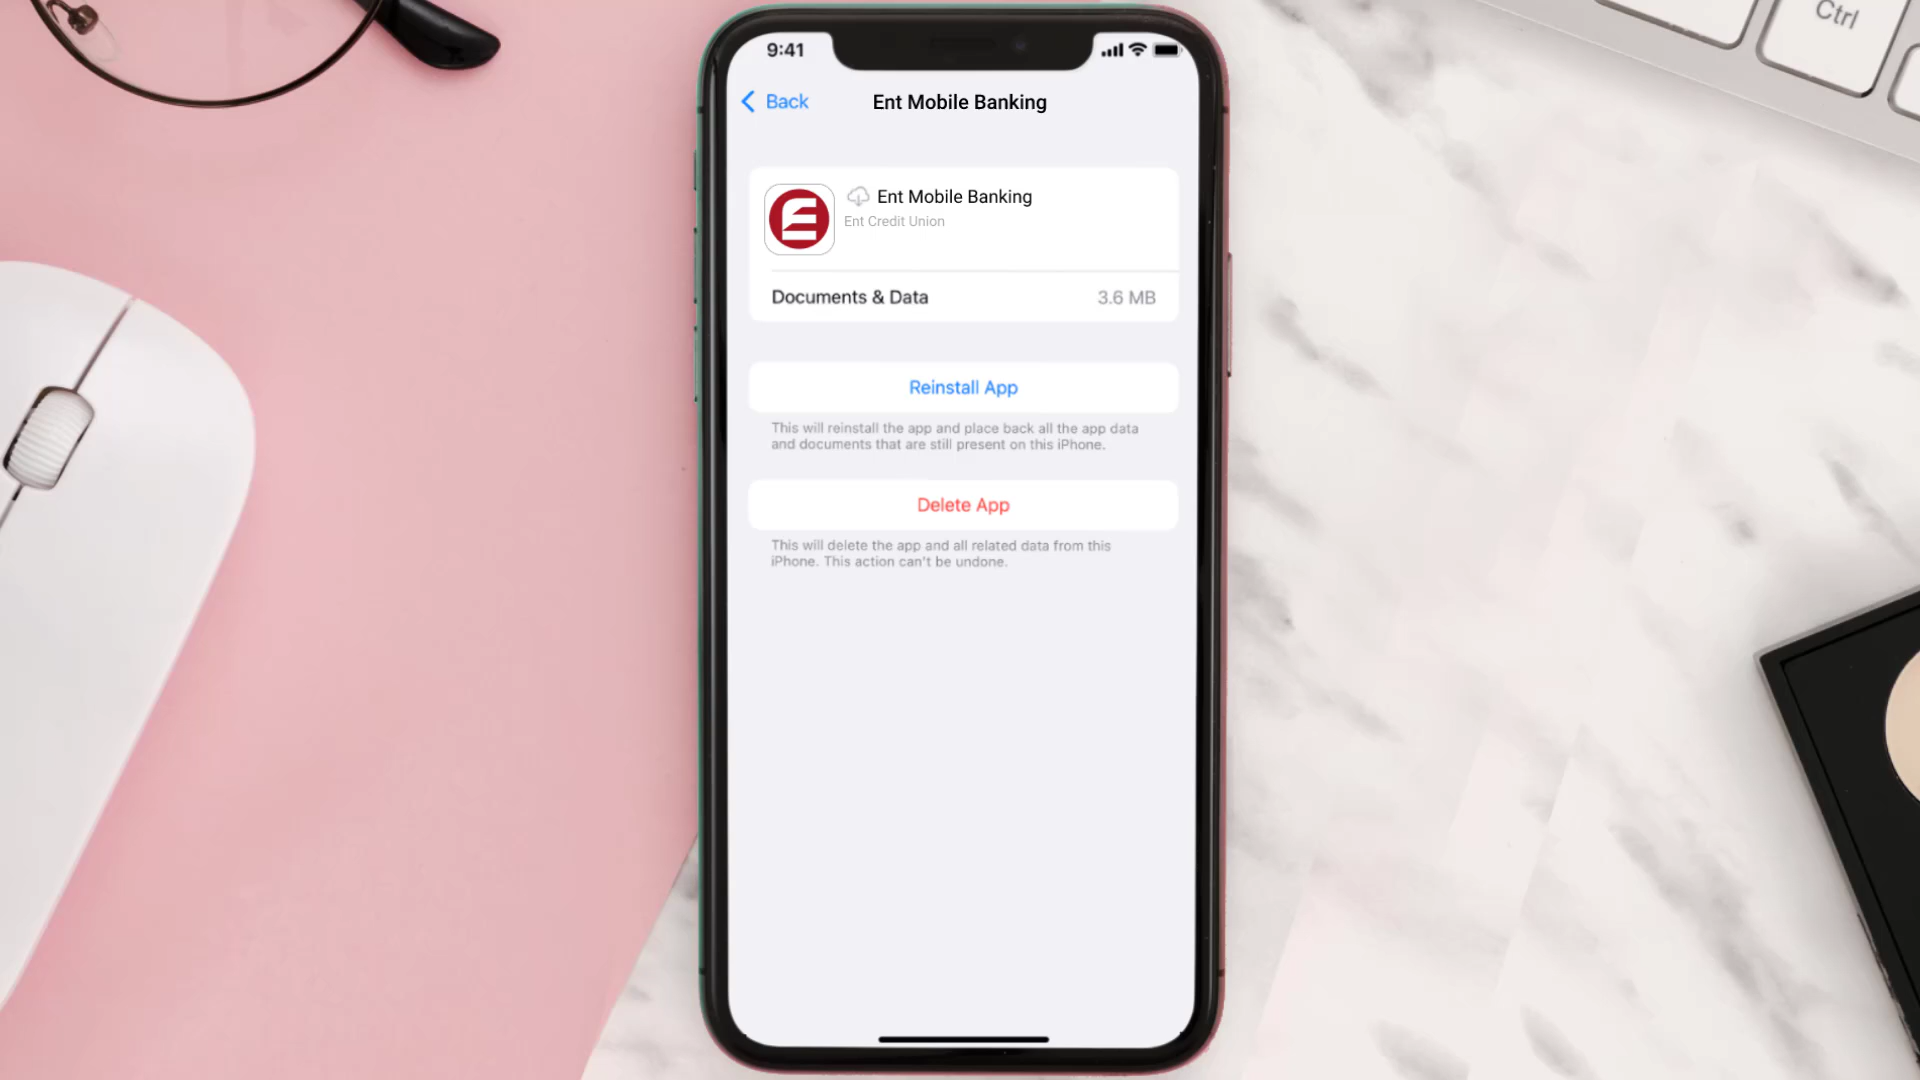 9:41
Back
Ent Mobile Banking
Ent Mobile Banking
Ent Credit Union
Documents & Data 3.6 MB
Reinstall App
This will reinstall the app and place back all the app data
and documents that are still present on this iPhone.
Delete App
This will delete the app and all related data from this
iPhone. This action can't be undone.
Ctrl